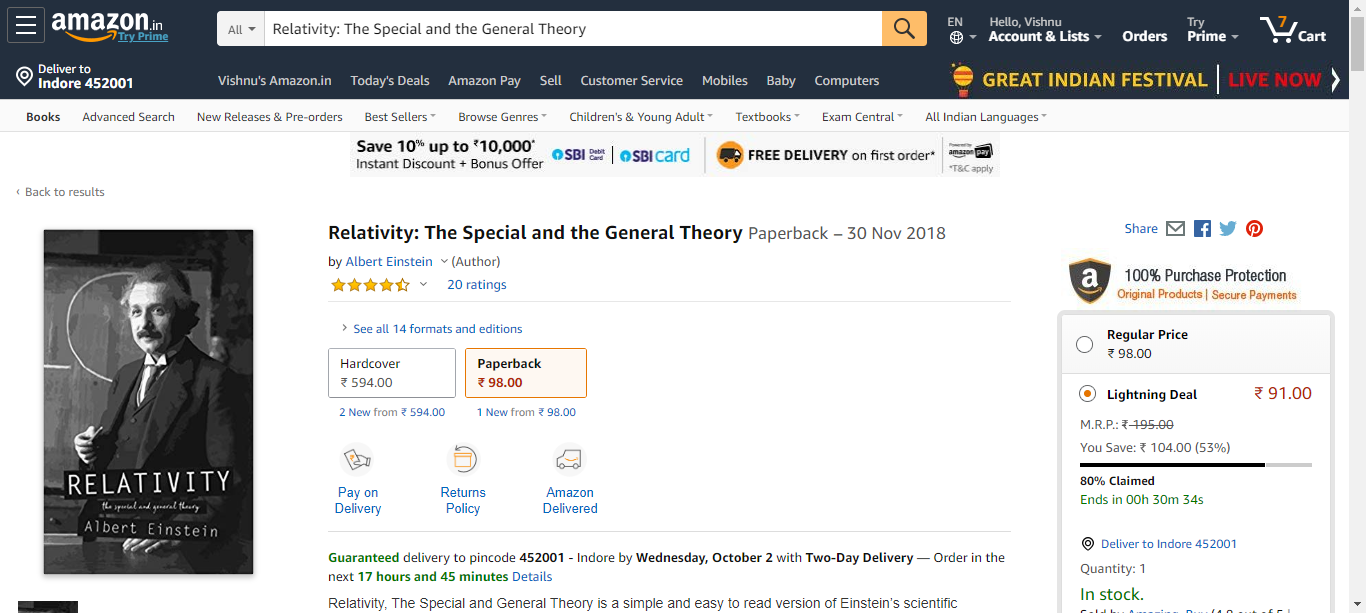 amazon.in
Try Prime
All
Relativity: The Special and the General Theory
EN
Hello, Vishnu
Account & Lists
Orders
Try
Prime
7
Cart
Deliver to
Indore 452001
Vishnu's Amazon.in Today's Deals Amazon Pay Sell Customer Service Mobiles Baby Computers
GREAT INDIAN FESTIVAL | LIVE NOW
Books Advanced Search New Releases & Pre-orders Best Sellers Browse Genres Children's & Young Adult Textbooks Exam Central All Indian Languages
Save 10% up to ₹10,000*
Instant Discount + Bonus Offer
SBI Debit Card | SBI card
FREE DELIVERY on first order*
Powered by
amazon pay
*T&C apply
‹ Back to results
RELATIVITY
the special and general theory
Albert Einstein
Relativity: The Special and the General Theory Paperback – 30 Nov 2018
by Albert Einstein (Author)
20 ratings
See all 14 formats and editions
Hardcover
₹ 594.00
2 New from ₹ 594.00
Paperback
₹ 98.00
1 New from ₹ 98.00
Pay on
Delivery
Returns
Policy
Amazon
Delivered
Guaranteed delivery to pincode 452001 - Indore by Wednesday, October 2 with Two-Day Delivery — Order in the
next 17 hours and 45 minutes Details
Relativity, The Special and General Theory is a simple and easy to read version of Einstein's scientific
Share
a
100% Purchase Protection
Original Products | Secure Payments
Regular Price
₹ 98.00
Lightning Deal ₹ 91.00
M.R.P.: ₹ 195.00
You Save: ₹ 104.00 (53%)
80% Claimed
Ends in 00h 30m 34s
Deliver to Indore 452001
Quantity: 1
In stock.